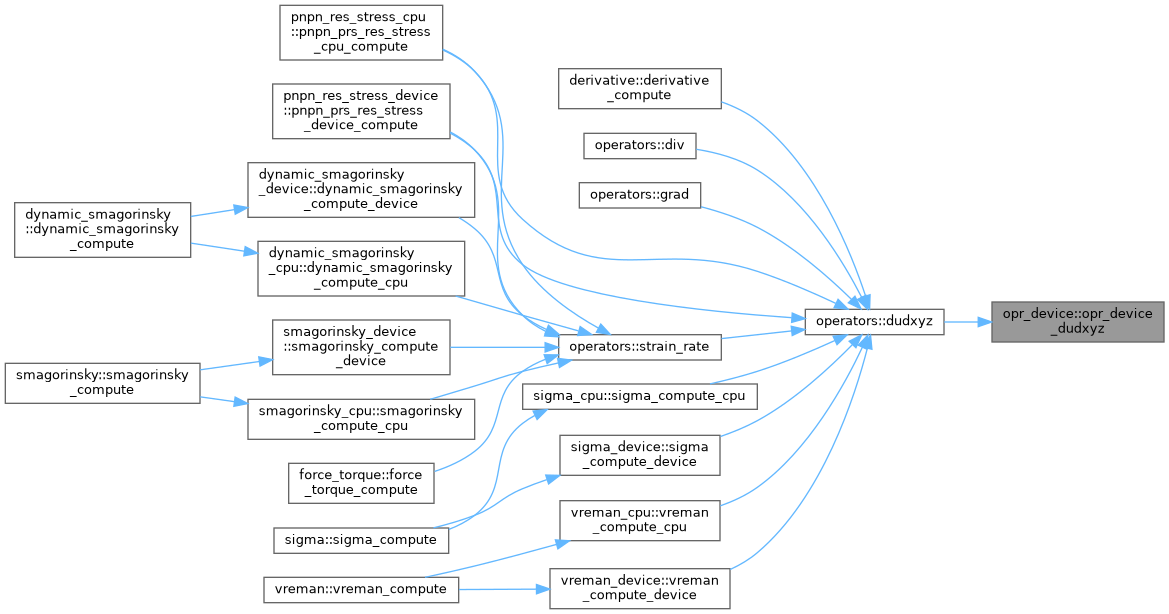 pnpn_res_stress_cpu
::pnpn_prs_res_stress
_cpu_compute
derivative::derivative
_compute
pnpn_res_stress_device
::pnpn_prs_res_stress
_device_compute
operators::div
dynamic_smagorinsky
_device::dynamic_smagorinsky
_compute_device
operators::grad
dynamic_smagorinsky
::dynamic_smagorinsky
_compute
dynamic_smagorinsky
_cpu::dynamic_smagorinsky
_compute_cpu
opr_device::opr_device
_dudxyz
operators::dudxyz
smagorinsky_device
::smagorinsky_compute
_device
operators::strain_rate
smagorinsky::smagorinsky
_compute
sigma_cpu::sigma_compute_cpu
smagorinsky_cpu::smagorinsky
_compute_cpu
sigma_device::sigma
_compute_device
force_torque::force
_torque_compute
vreman_cpu::vreman
_compute_cpu
sigma::sigma_compute
vreman_device::vreman
_compute_device
vreman::vreman_compute